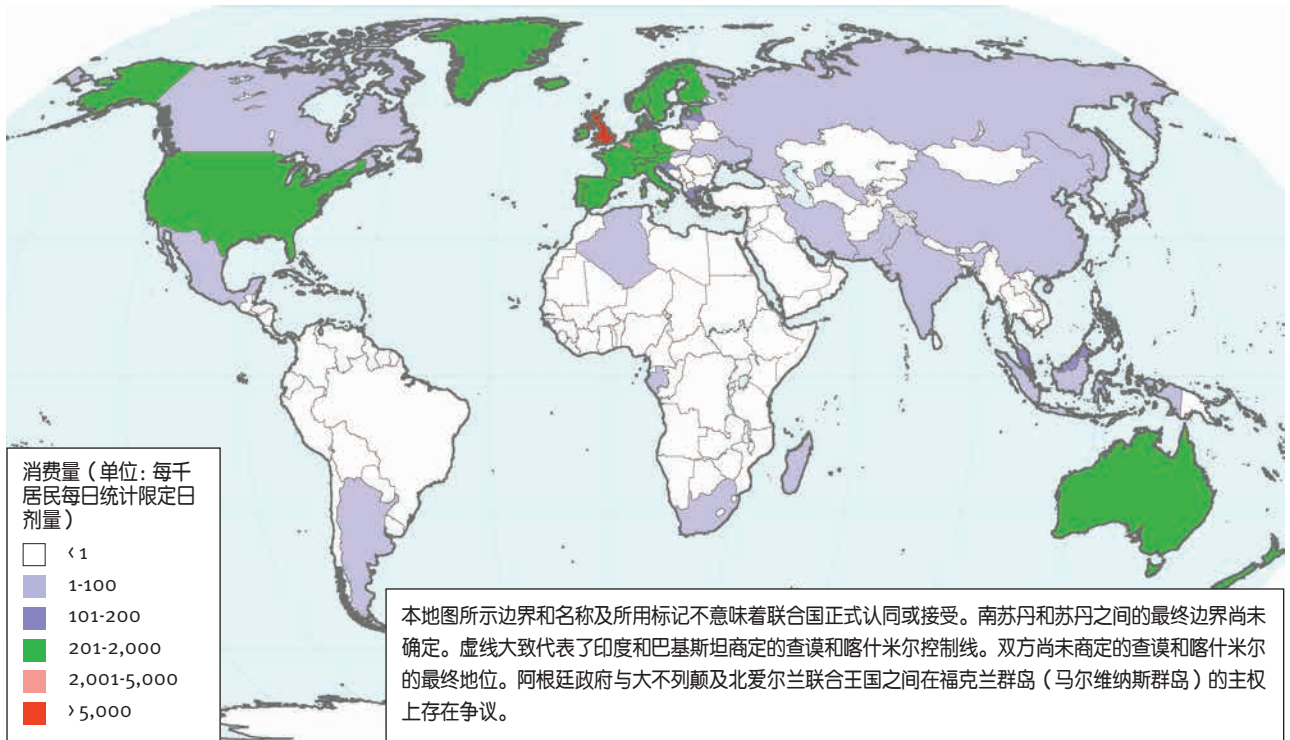 消费量（单位：每千
居民每日统计限定日
剂量）
<1
1-100
101-200
201-2,000
2,001-5,000
>5,000
本地图所示边界和名称及所用标记不意味着联合国正式认同或接受。南苏丹和苏丹之间的最终边界尚未
确定。虚线大致代表了印度和巴基斯坦商定的查谟和喀什米尔控制线。双方尚未商定的查谟和喀什米尔
的最终地位。阿根廷政府与大不列颠及北爱尔兰联合王国之间在福克兰群岛（马尔维纳斯群岛）的主权
上存在争议。